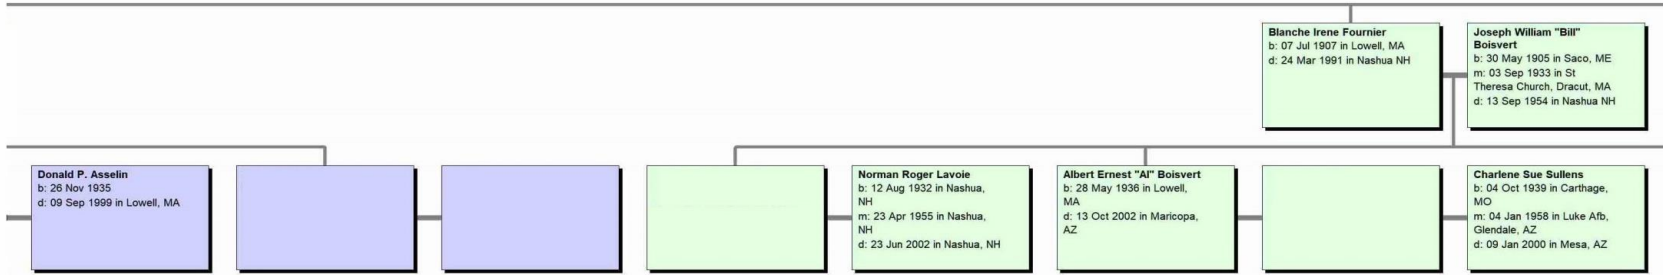 Blanche Irene Fournier
b: 07 Jul 1907 in Lowell, MA
d: 24 Mar 1991 in Nashua NH
Joseph William "Bill"
Boisvert
b: 30 May 1905 in Saco, ME
m: 03 Sep 1933 in St
Theresa Church, Dracut, MA
d: 13 Sep 1954 in Nashua NH
Donald P. Asselin
b: 26 Nov 1935
d: 09 Sep 1999 in Lowell, MA
Norman Roger Lavoie
b: 12 Aug 1932 in Nashua,
NH
m: 23 Apr 1955 in Nashua,
NH
d: 23 Jun 2002 in Nashua, NH
Albert Ernest "Al" Boisvert
b: 28 May 1936 in Lowell,
MA
d: 13 Oct 2002 in Maricopa,
AZ
Charlene Sue Sullens
b: 04 Oct 1939 in Carthage,
MO
m: 04 Jan 1958 in Luke Afb,
Glendale, AZ
d: 09 Jan 2000 in Mesa, AZ